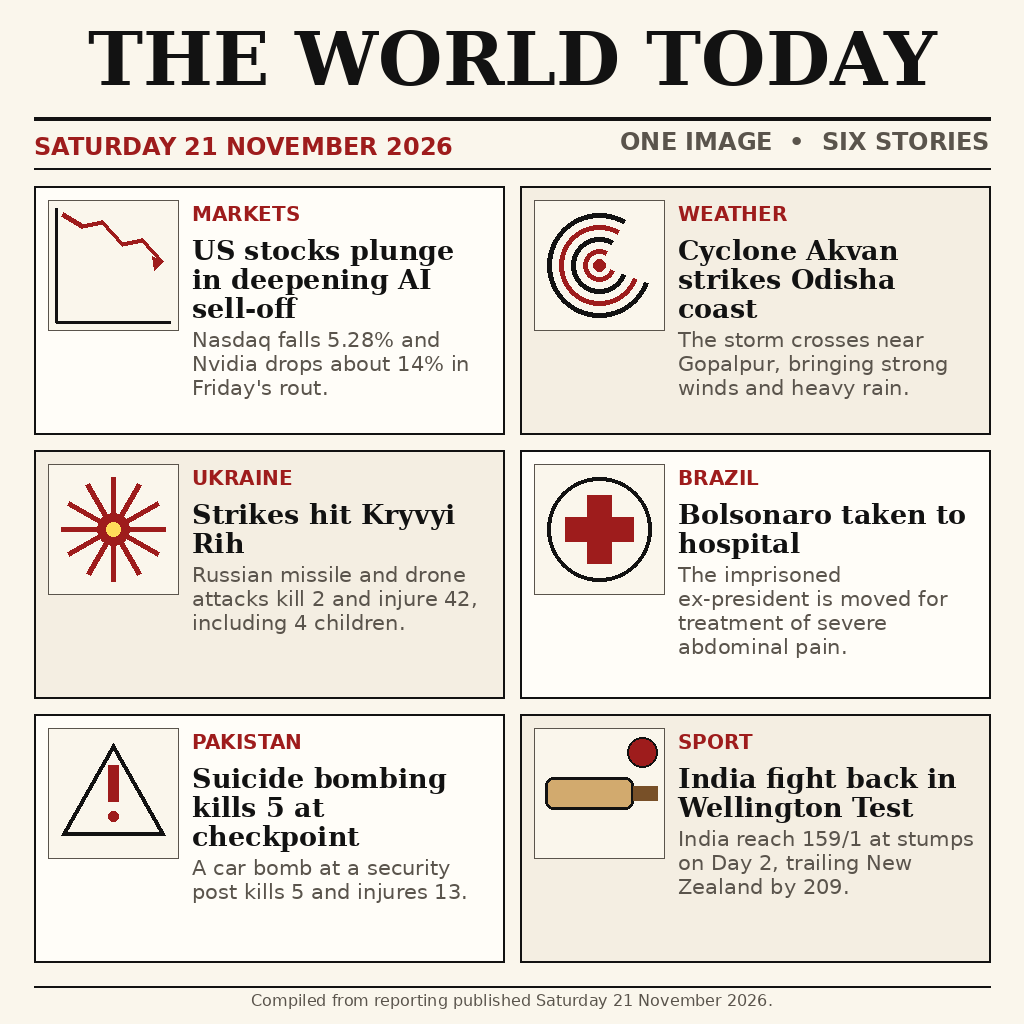 THE WORLD TODAY
SATURDAY 21 NOVEMBER 2026
ONE IMAGE • SIX STORIES
MARKETS
US stocks plunge
in deepening AI
sell-off
Nasdaq falls 5.28% and
Nvidia drops about 14% in
Friday's rout.
WEATHER
Cyclone Akvan
strikes Odisha
coast
The storm crosses near
Gopalpur, bringing strong
winds and heavy rain.
UKRAINE
Strikes hit Kryvyi
Rih
Russian missile and drone
attacks kill 2 and injure 42,
including 4 children.
BRAZIL
Bolsonaro taken to
hospital
The imprisoned
ex-president is moved for
treatment of severe
abdominal pain.
PAKISTAN
Suicide bombing
kills 5 at
checkpoint
A car bomb at a security
post kills 5 and injures 13.
SPORT
India fight back in
Wellington Test
India reach 159/1 at stumps
on Day 2, trailing New
Zealand by 209.
Compiled from reporting published Saturday 21 November 2026.